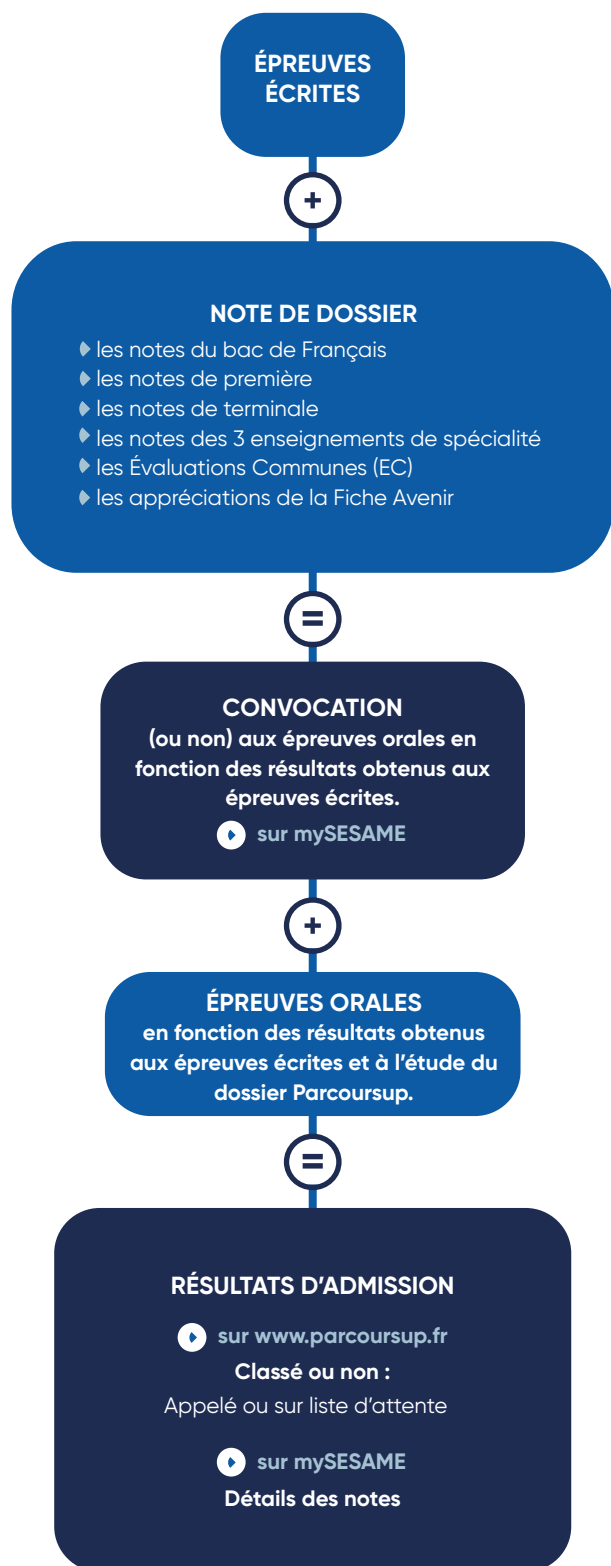 ÉPREUVES
ÉCRITES
+
NOTE DE DOSSIER
les notes du bac de Français
les notes de première
les notes de terminale
les notes des 3 enseignements de spécialité
les Évaluations Communes (EC)
les appréciations de la Fiche Avenir
=
CONVOCATION
(ou non) aux épreuves orales en
fonction des résultats obtenus aux
épreuves écrites.
sur mySESAME
+
ÉPREUVES ORALES
en fonction des résultats obtenus
aux épreuves écrites et à l’étude du
dossier Parcoursup.
=
RÉSULTATS D’ADMISSION
sur www.parcoursup.fr
Classé ou non :
Appelé ou sur liste d’attente
sur mySESAME
Détails des notes